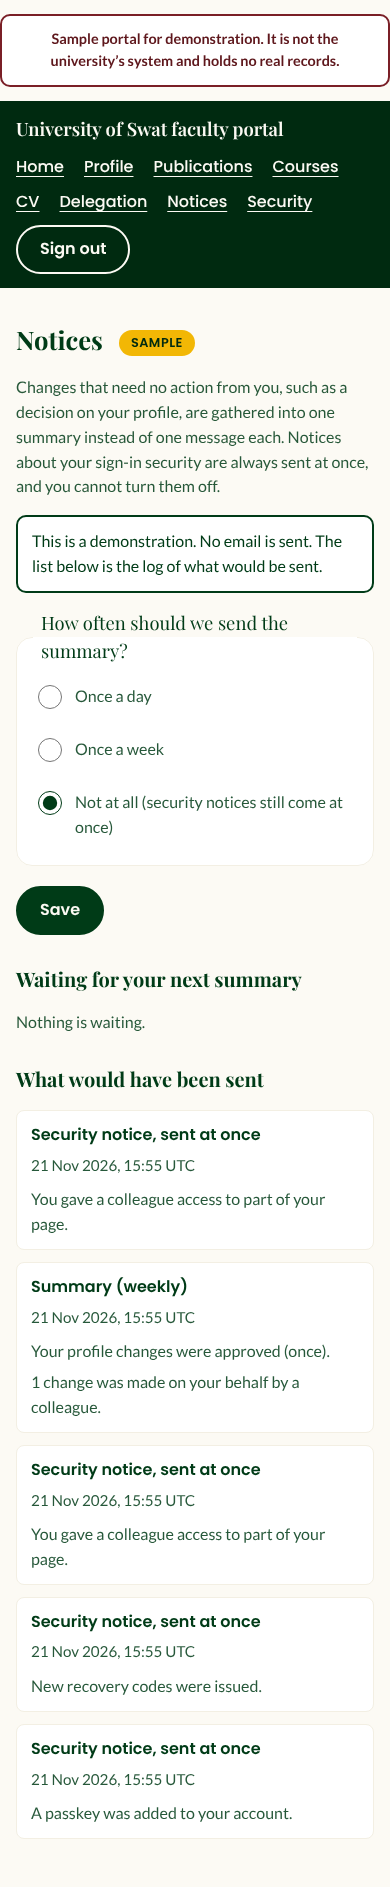 Sample portal for demonstration. It is not the
university’s system and holds no real records.
University of Swat faculty portal
Home Profile Publications Courses
CV Delegation Notices Security
Sign out
Notices SAMPLE
Changes that need no action from you, such as a
decision on your profile, are gathered into one
summary instead of one message each. Notices
about your sign-in security are always sent at once,
and you cannot turn them off.
This is a demonstration. No email is sent. The
list below is the log of what would be sent.
How often should we send the
summary?
Once a day
Once a week
Not at all (security notices still come at
once)
Save
Waiting for your next summary
Nothing is waiting.
What would have been sent
Security notice, sent at once
21 Nov 2026, 15:55 UTC
You gave a colleague access to part of your
page.
Summary (weekly)
21 Nov 2026, 15:55 UTC
Your profile changes were approved (once).
1 change was made on your behalf by a
colleague.
Security notice, sent at once
21 Nov 2026, 15:55 UTC
You gave a colleague access to part of your
page.
Security notice, sent at once
21 Nov 2026, 15:55 UTC
New recovery codes were issued.
Security notice, sent at once
21 Nov 2026, 15:55 UTC
A passkey was added to your account.